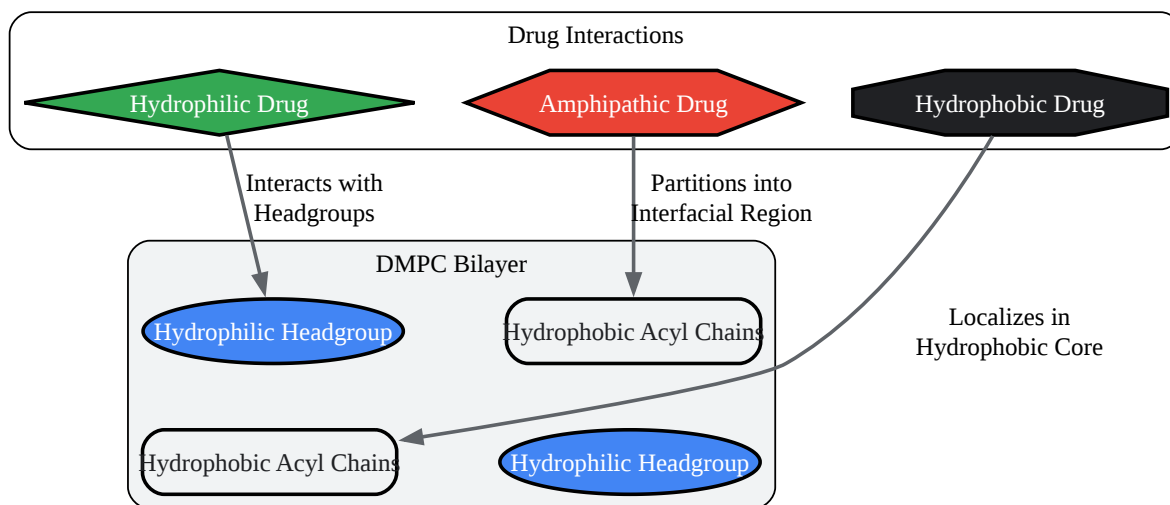 Drug Interactions
Hydrophilic Drug
Amphipathic Drug
Hydrophobic Drug
Interacts with
Headgroups
Partitions into
Interfacial Region
DMPC Bilayer
Hydrophilic Headgroup
Hydrophobic Acyl Chains
Localizes in
Hydrophobic Core
Hydrophobic Acyl Chains
Hydrophilic Headgroup